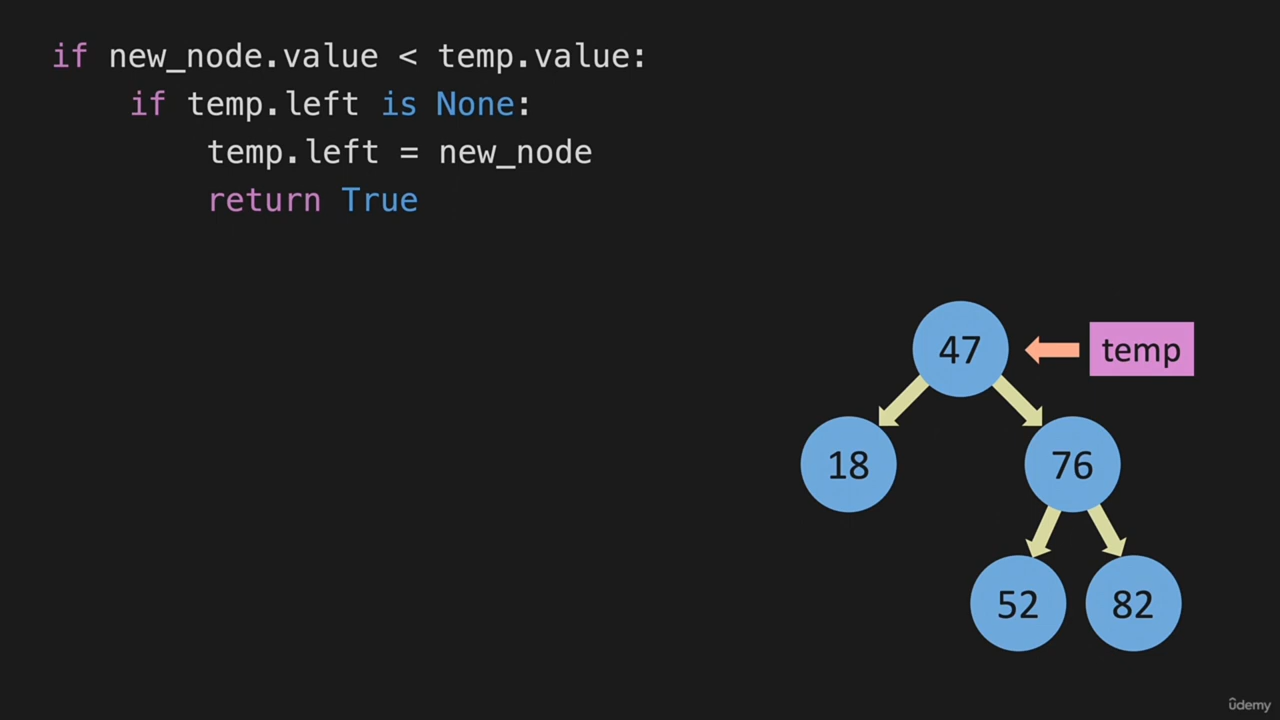 if new_node.value < temp.value:
    if temp.left is None:
        temp.left = new_node
        return True
47
temp
18
76
52
82
ûdemy